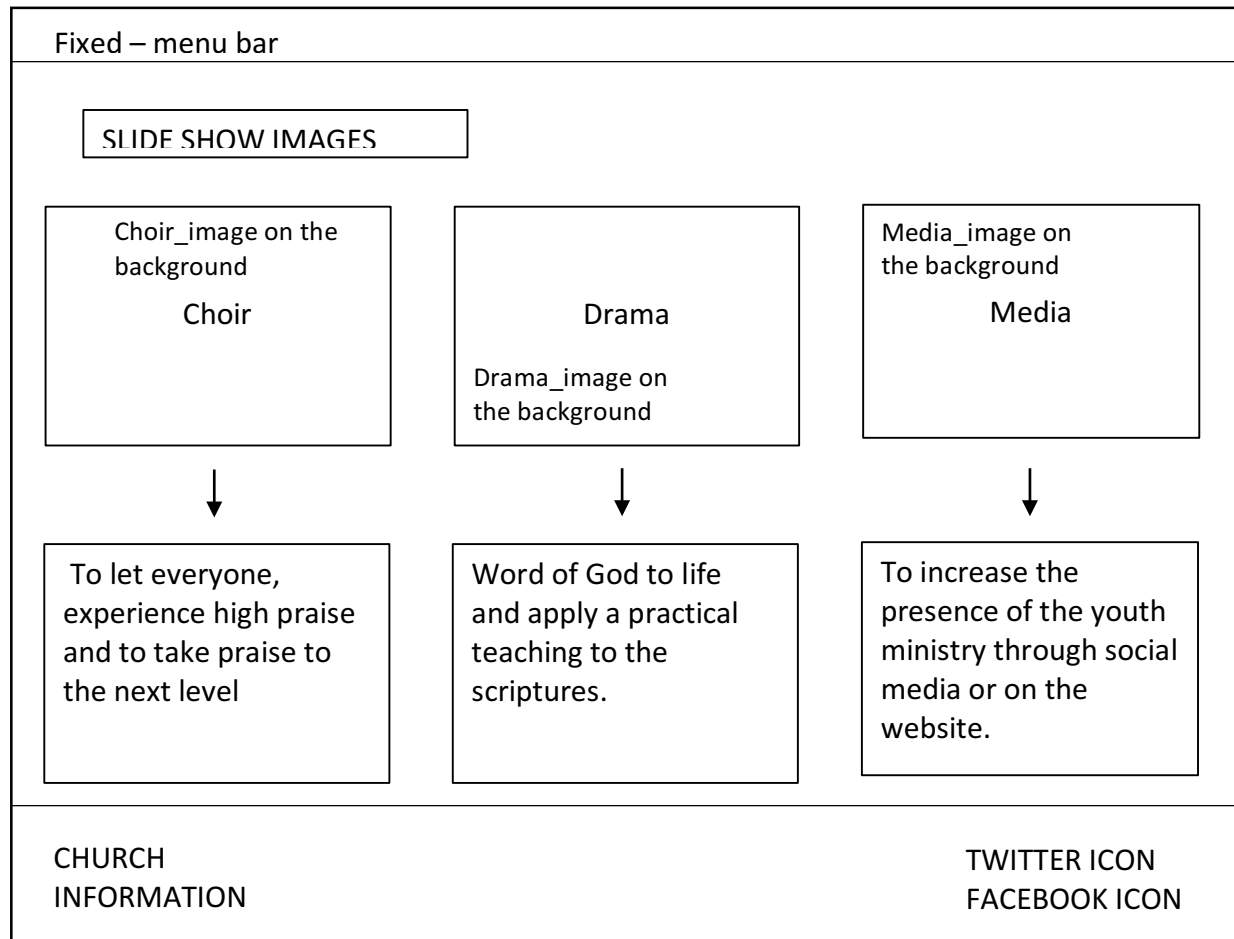 Fixed – menu bar
SLIDE SHOW IMAGES
Choir_image on the
background
Choir
Drama
Drama_image on
the background
Media_image on
the background
Media
To let everyone,
experience high praise
and to take praise to
the next level
Word of God to life
and apply a practical
teaching to the
scriptures.
To increase the
presence of the youth
ministry through social
media or on the
website.
CHURCH
INFORMATION
TWITTER ICON
FACEBOOK ICON